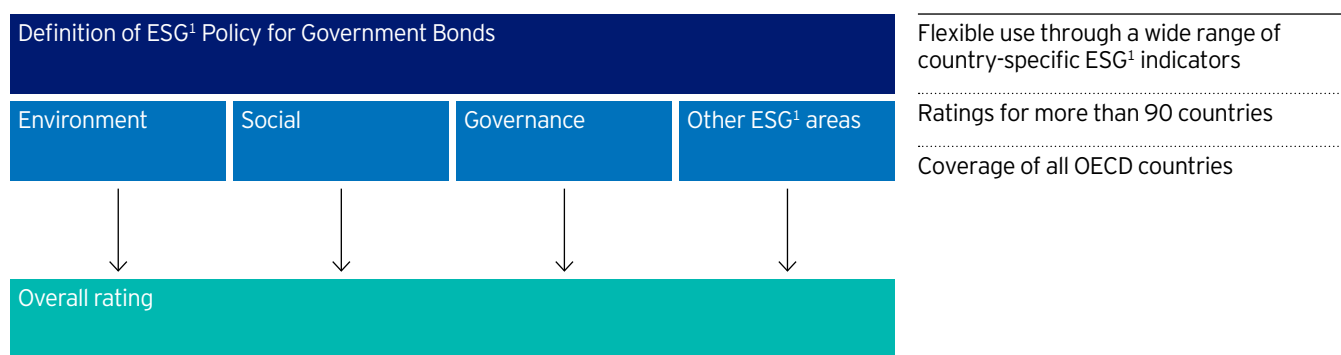 Definition of ESG¹ Policy for Government Bonds
Environment
Social
Governance
Other ESG¹ areas
Overall rating
Flexible use through a wide range of
country-specific ESG¹ indicators
Ratings for more than 90 countries
Coverage of all OECD countries